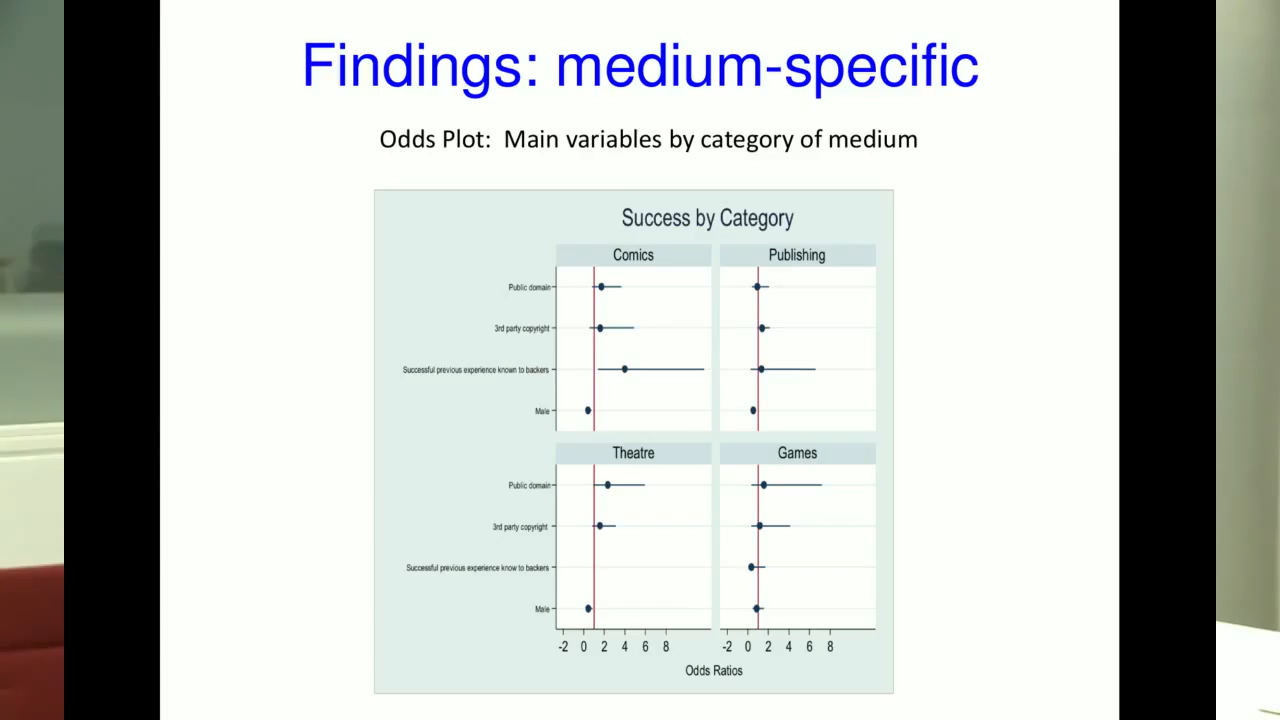 Findings: medium-specific
Odds Plot: Main variables by category of medium
Success by Category
Comics
Publishing
Public domain
3rd party copyright
Successful previous experience known to backers
Male
Theatre
Games
Public domain
3rd party copyright
Successful previous experience know to backers
Male
-2 0 2 4 6 8
-2 0 2 4 6 8
Odds Ratios